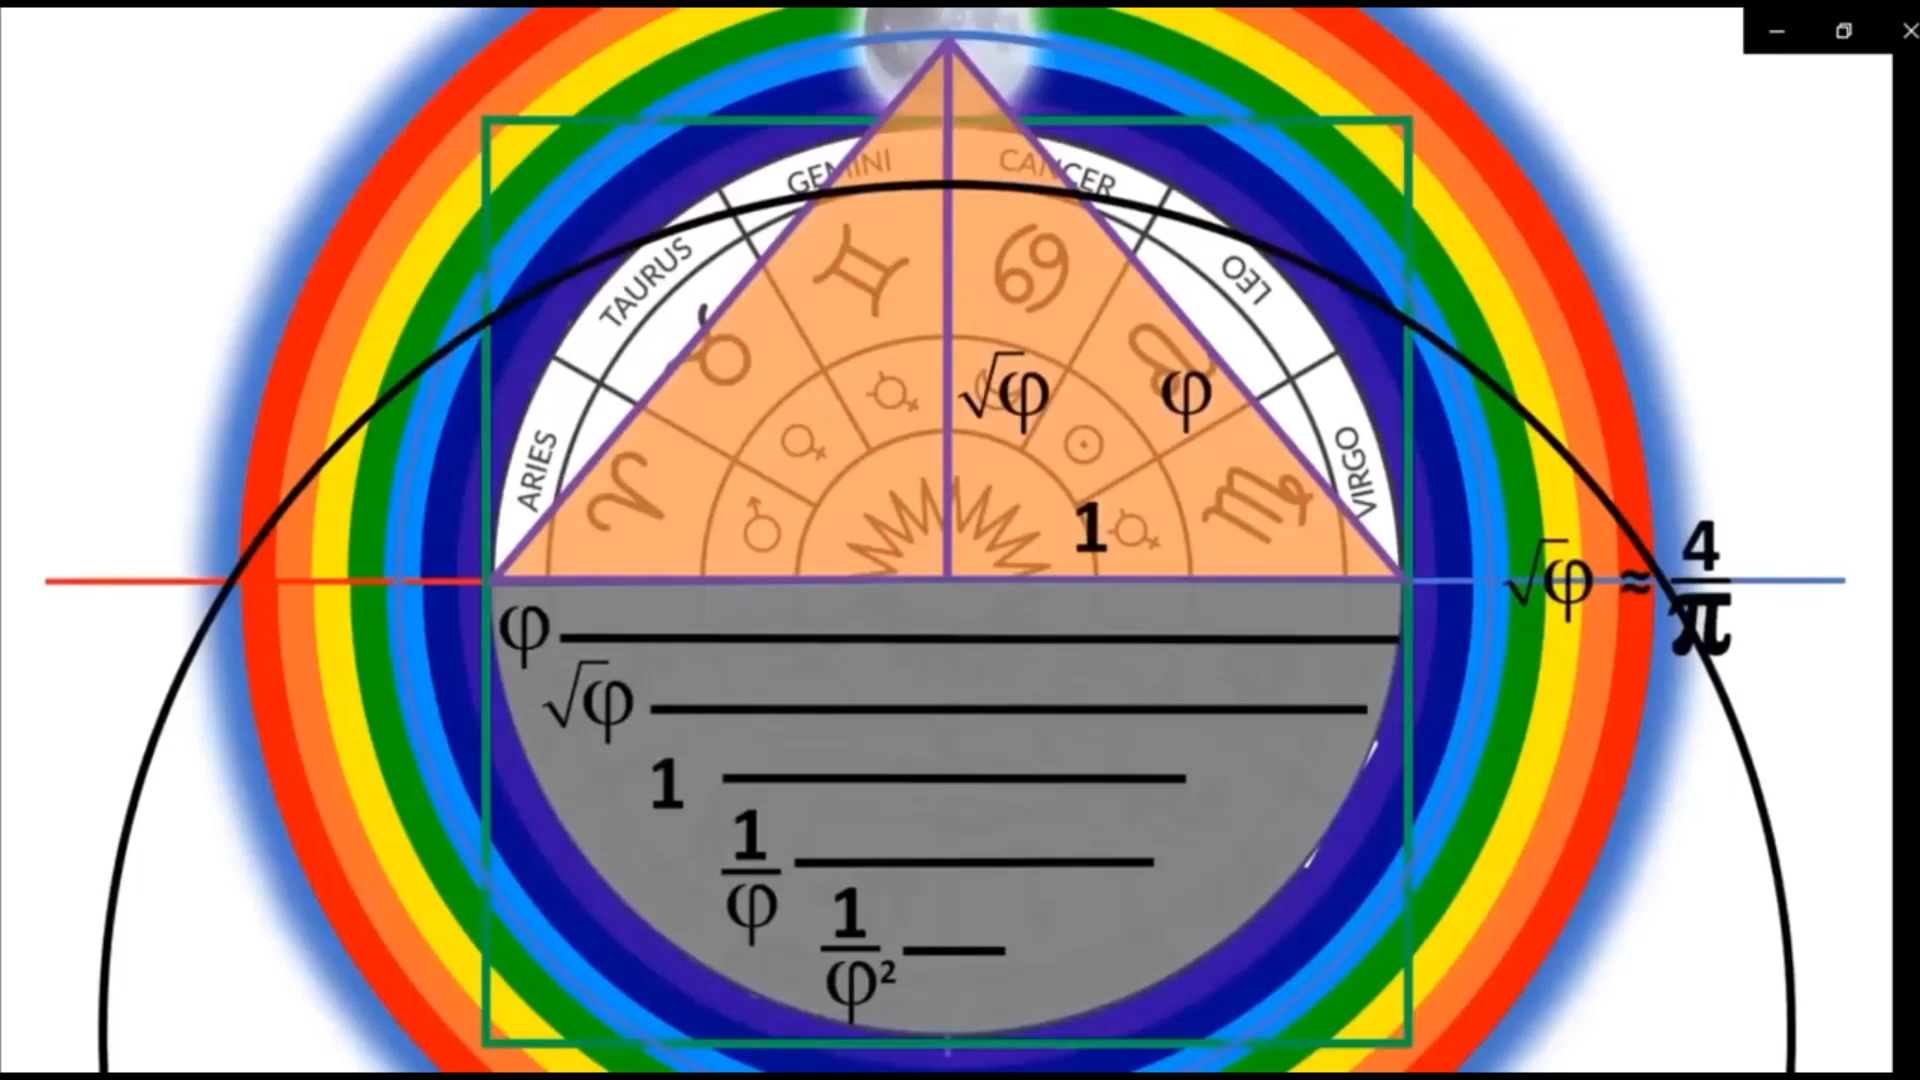 GEMINI
CANCER
TAURUS
LEO
ARIES
VIRGO
√φ
φ
1
√φ ≈ 4/π
φ
√φ
1
1/φ
1/φ²